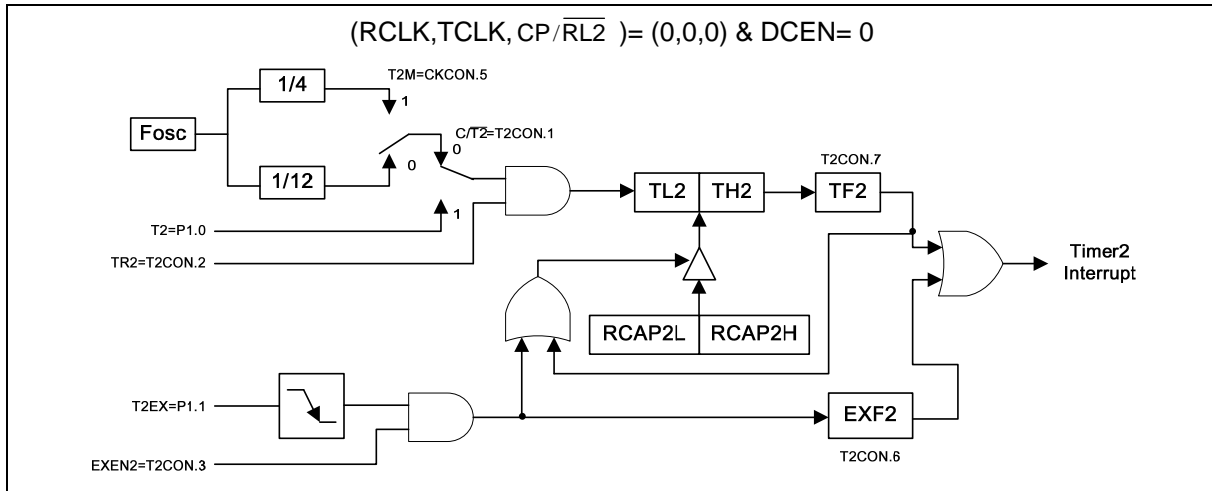 (RCLK,TCLK, CP/R̅L̅2̅ )= (0,0,0) & DCEN= 0
1/4
T2M=CKCON.5
1
Fosc
C/T̅2̅=T2CON.1
0
1/12
0
T2CON.7
TL2
TH2
TF2
1
T2=P1.0
TR2=T2CON.2
Timer2
Interrupt
RCAP2L
RCAP2H
T2EX=P1.1
EXF2
EXEN2=T2CON.3
T2CON.6